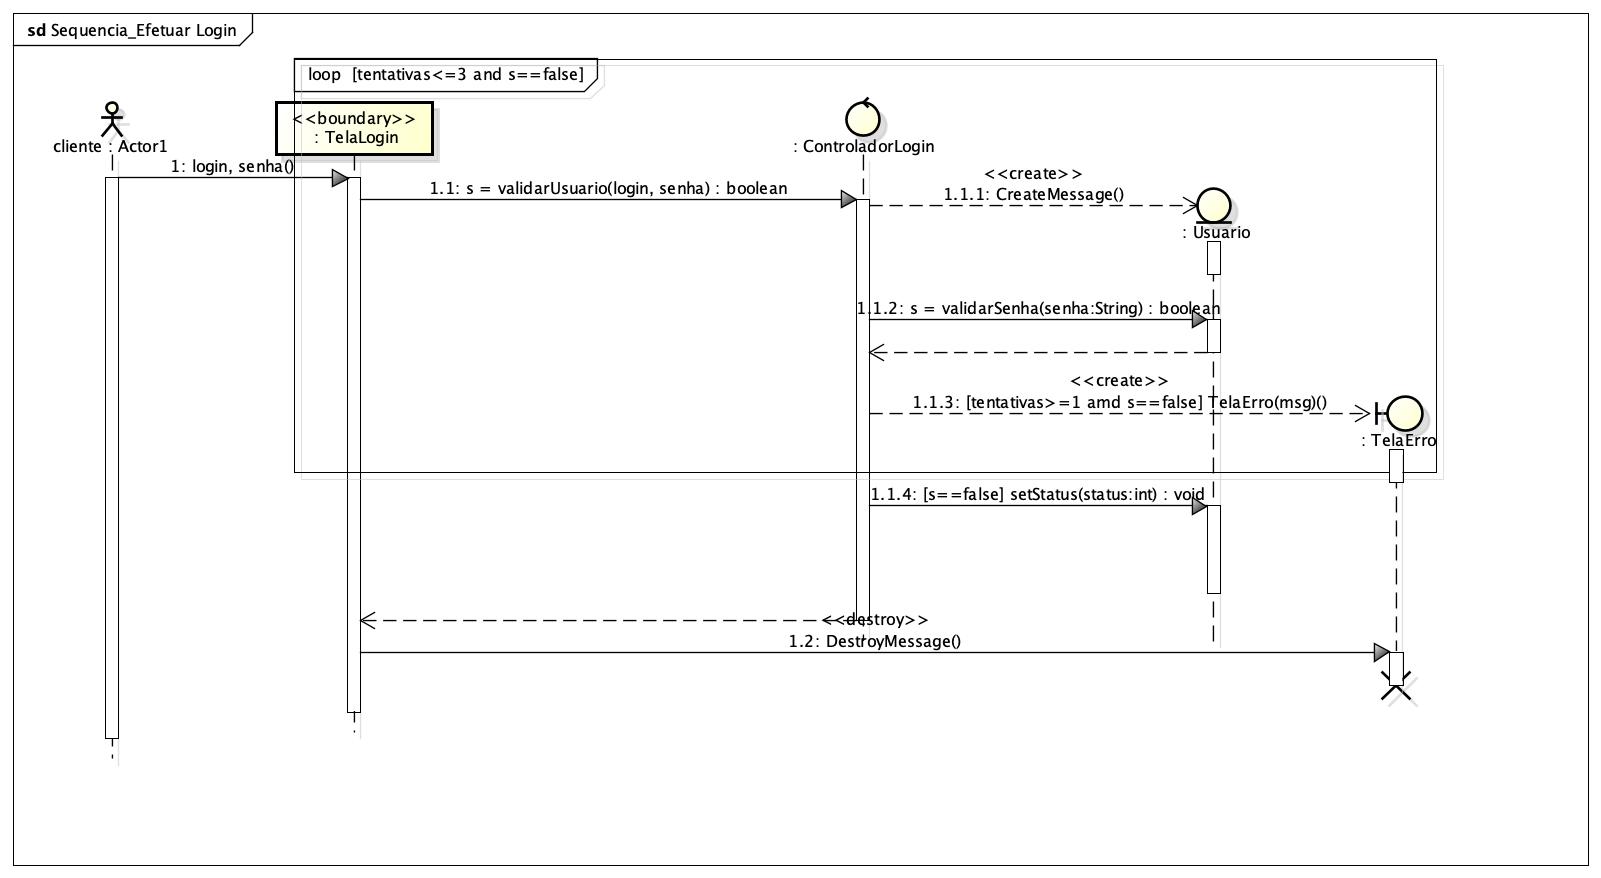 sd Sequencia_Efetuar Login
loop [tentativas<=3 and s==false]
<<boundary>>
: TelaLogin
cliente : Actor1
: ControladorLogin
1: login, senha()
1.1: s = validarUsuario(login, senha) : boolean
<<create>>
1.1.1: CreateMessage()
: Usuario
1.1.2: s = validarSenha(senha:String) : boolean
<<create>>
1.1.3: [tentativas>=1 amd s==false] TelaErro(msg)()
: TelaErro
1.1.4: [s==false] setStatus(status:int) : void
<<destroy>>
1.2: DestroyMessage()